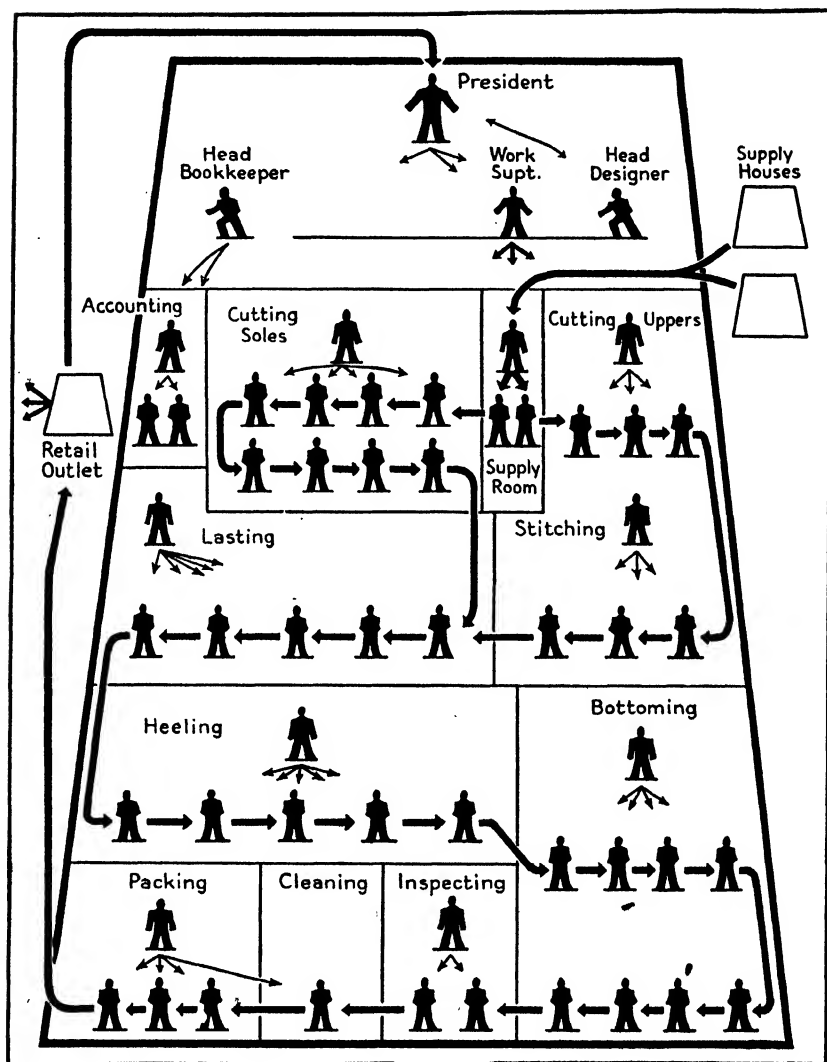 President
Head
Bookkeeper
Work
Supt.
Head
Designer
Supply
Houses
Accounting
Cutting
Soles
Cutting Uppers
Retail
Outlet
Supply
Room
Lasting
Stitching
Heeling
Bottoming
Packing
Cleaning
Inspecting